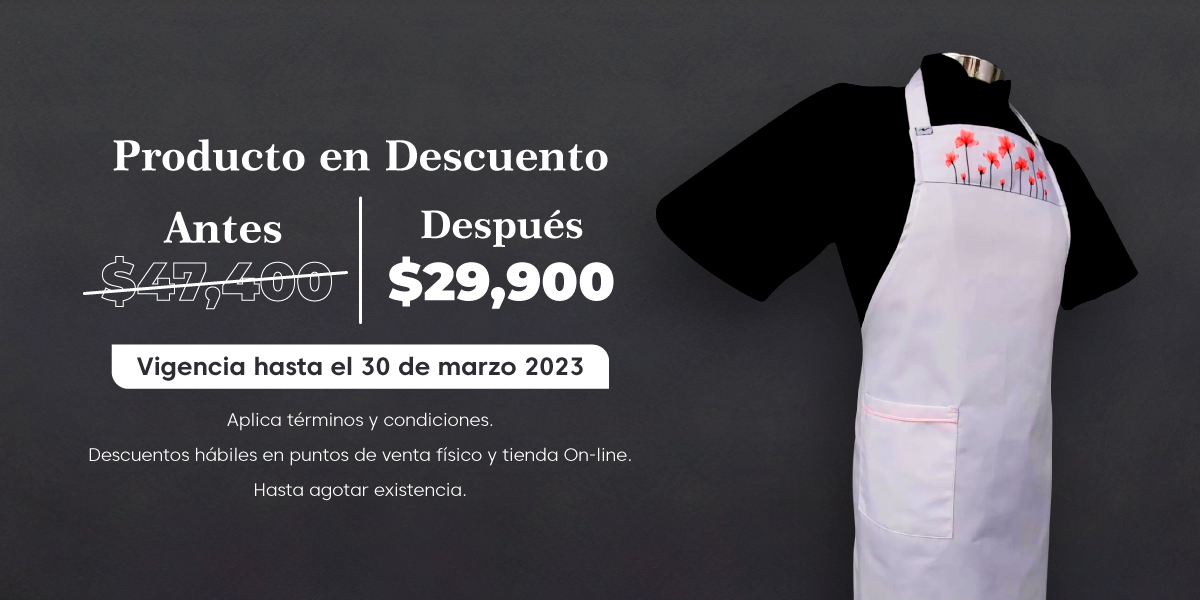 Producto en Descuento
Antes
$47,400
Después
$29,900
Vigencia hasta el 30 de marzo 2023
Aplica términos y condiciones.
Descuentos hábiles en puntos de venta físico y tienda On-line.
Hasta agotar existencia.